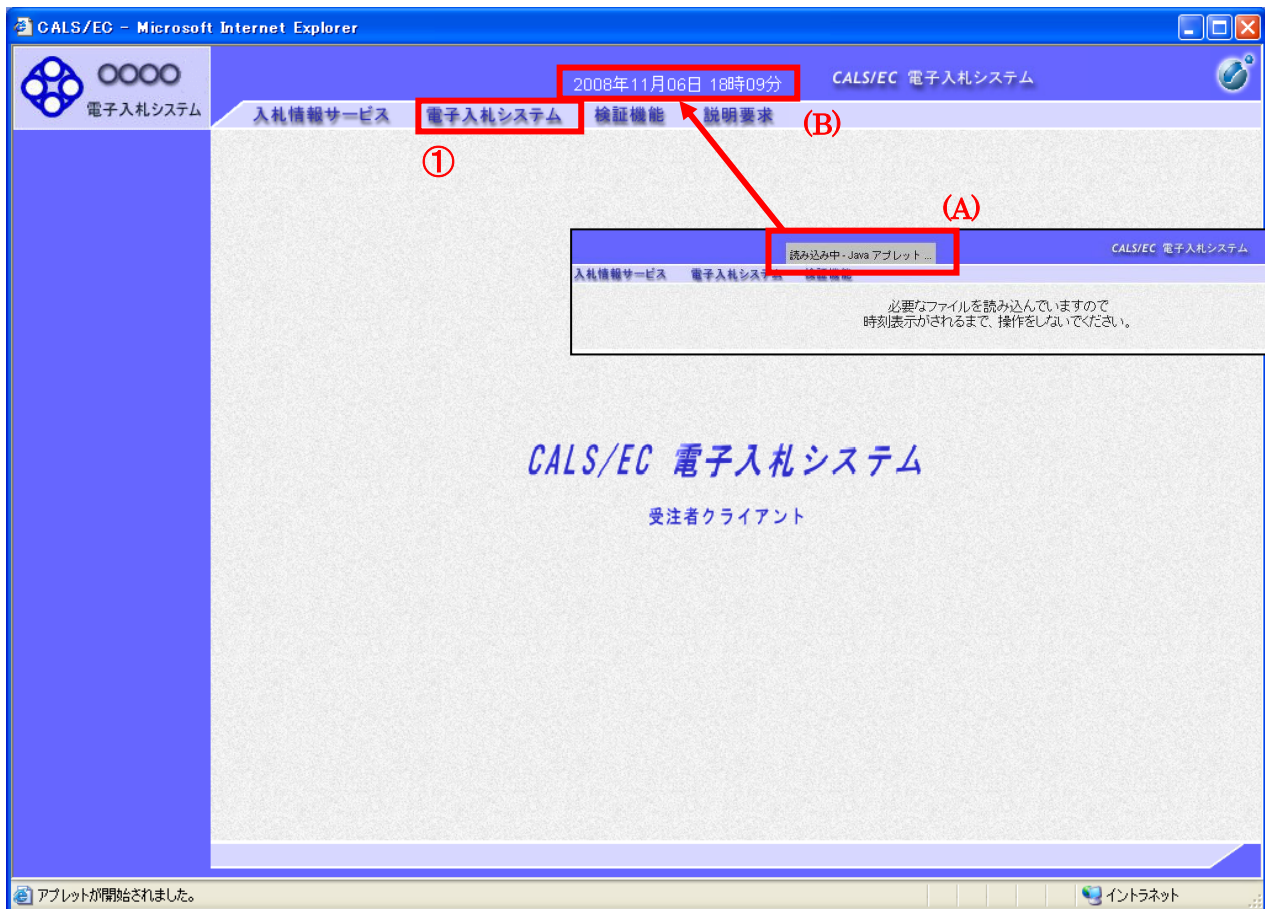 CALS/EC - Microsoft Internet Explorer
○○○○
電子入札システム
2008年11月06日 18時09分
CALS/EC 電子入札システム
入札情報サービス 電子入札システム 検証機能 説明要求
(B)
①
(A)
読み込み中 - Java アプレット ...
CALS/EC 電子入札システム
入札情報サービス 電子入札システム 検証機能
必要なファイルを読み込んでいますので
時刻表示がされるまで、操作をしないでください。
CALS/EC 電子入札システム
受注者クライアント
アプレットが開始されました。
イントラネット